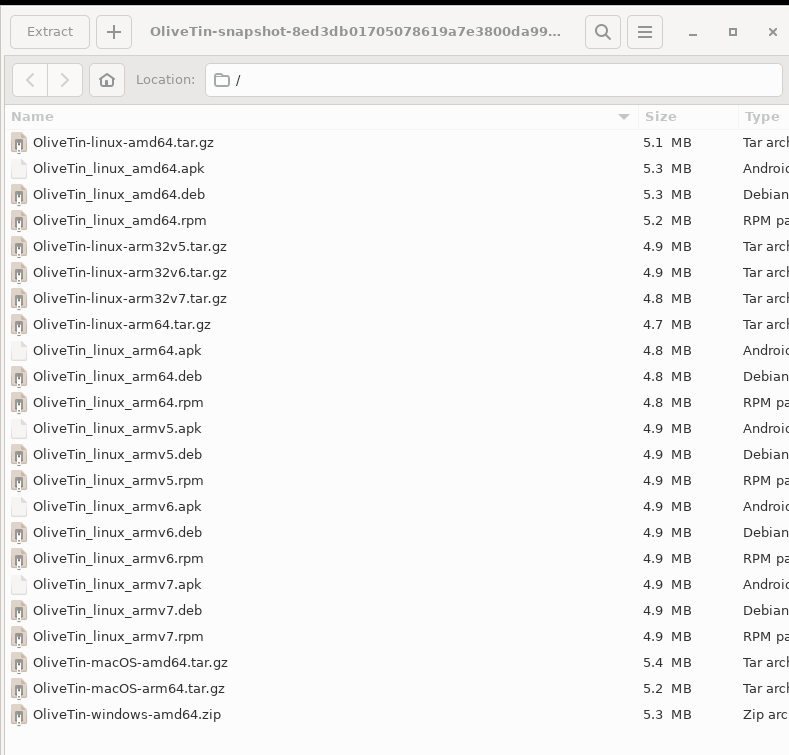 Extract
OliveTin-snapshot-8ed3db01705078619a7e3800da99…
Location: /
Name Size Type
OliveTin-linux-amd64.tar.gz 5.1 MB Tar arch
OliveTin_linux_amd64.apk 5.3 MB Android
OliveTin_linux_amd64.deb 5.3 MB Debian
OliveTin_linux_amd64.rpm 5.2 MB RPM pa
OliveTin-linux-arm32v5.tar.gz 4.9 MB Tar arch
OliveTin-linux-arm32v6.tar.gz 4.9 MB Tar arch
OliveTin-linux-arm32v7.tar.gz 4.8 MB Tar arch
OliveTin-linux-arm64.tar.gz 4.7 MB Tar arch
OliveTin_linux_arm64.apk 4.8 MB Android
OliveTin_linux_arm64.deb 4.8 MB Debian
OliveTin_linux_arm64.rpm 4.8 MB RPM pa
OliveTin_linux_armv5.apk 4.9 MB Android
OliveTin_linux_armv5.deb 4.9 MB Debian
OliveTin_linux_armv5.rpm 4.9 MB RPM pa
OliveTin_linux_armv6.apk 4.9 MB Android
OliveTin_linux_armv6.deb 4.9 MB Debian
OliveTin_linux_armv6.rpm 4.9 MB RPM pa
OliveTin_linux_armv7.apk 4.9 MB Android
OliveTin_linux_armv7.deb 4.9 MB Debian
OliveTin_linux_armv7.rpm 4.9 MB RPM pa
OliveTin-macOS-amd64.tar.gz 5.4 MB Tar arch
OliveTin-macOS-arm64.tar.gz 5.2 MB Tar arch
OliveTin-windows-amd64.zip 5.3 MB Zip arc